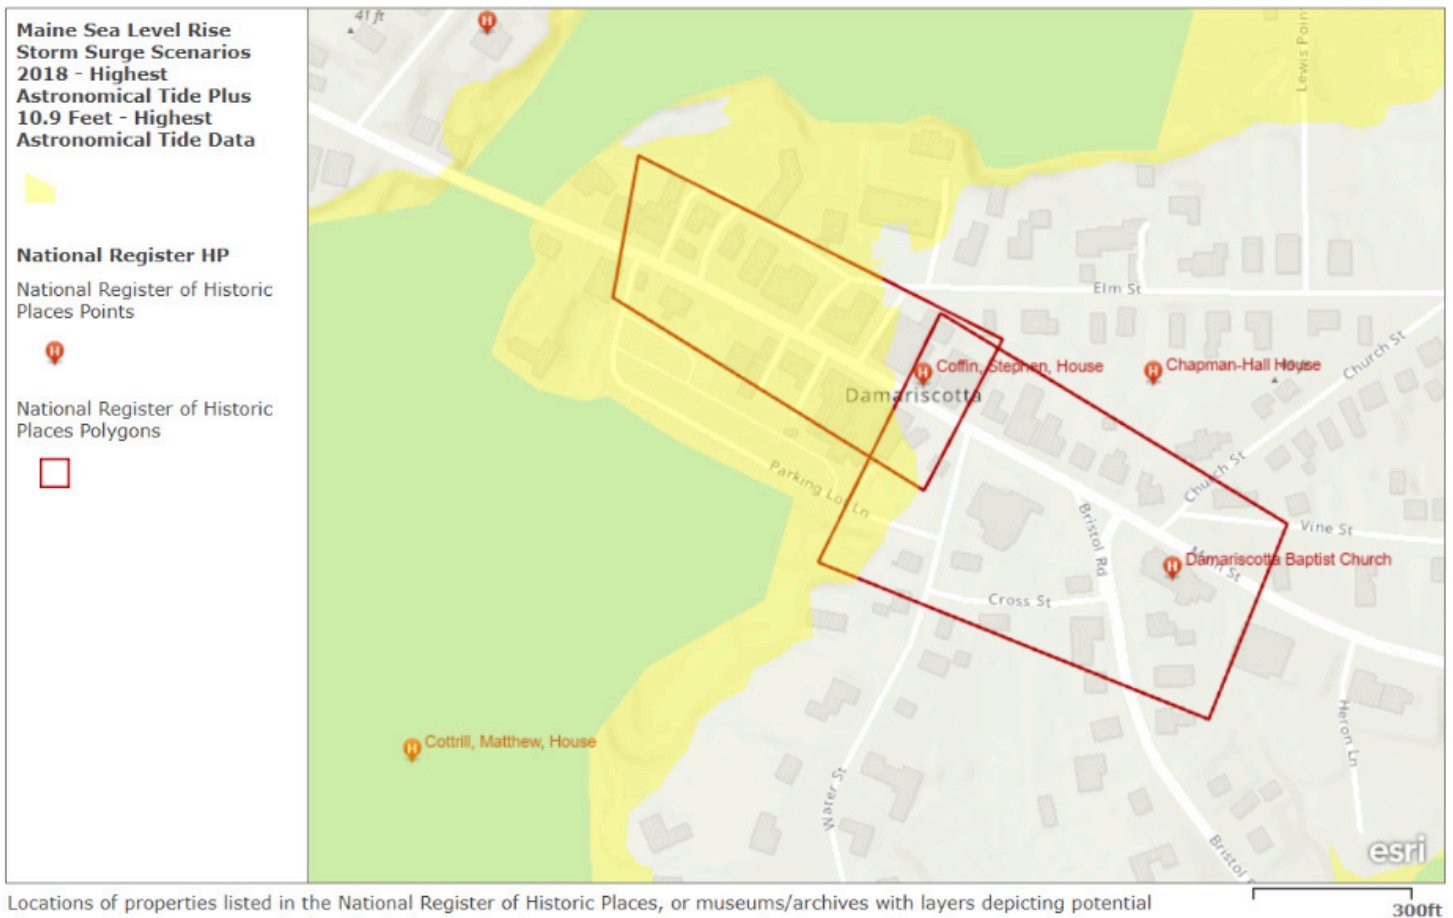 Maine Sea Level Rise
Storm Surge Scenarios
2018 - Highest
Astronomical Tide Plus
10.9 Feet - Highest
Astronomical Tide Data
National Register HP
National Register of Historic
Places Points
National Register of Historic
Places Polygons
41 ft
Lewis Poin
Elm St
Church St
Coffin, Stephen, House
Chapman-Hall House
Damariscotta
Church St
Parking Lot Ln
Bristol Rd
Vine St
Main St
Damariscotta Baptist Church
Cross St
Cottrill, Matthew, House
Heron Ln
Water St
Bristol
esri
Locations of properties listed in the National Register of Historic Places, or museums/archives with layers depicting potential
300ft